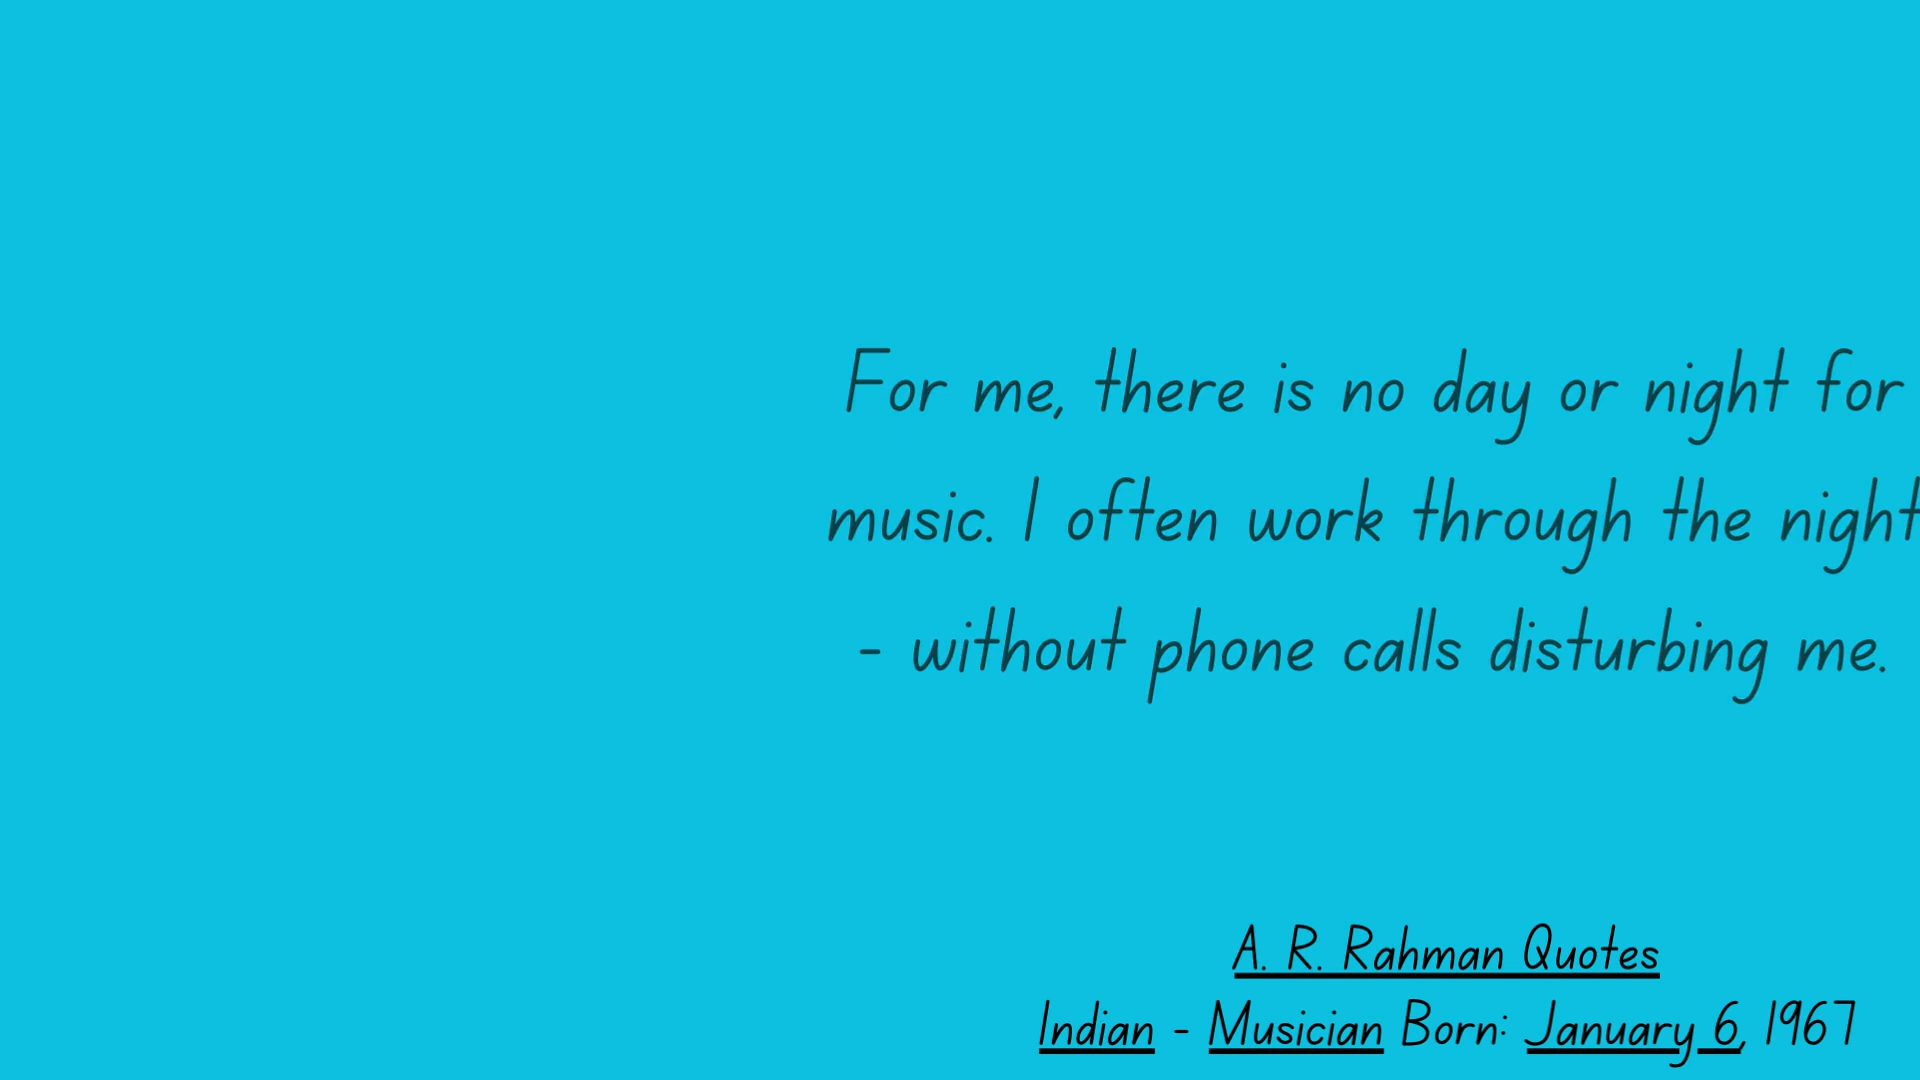 For me, there is no day or night for
music. I often work through the night
- without phone calls disturbing me.
A. R. Rahman Quotes
Indian - Musician Born: January 6, 1967